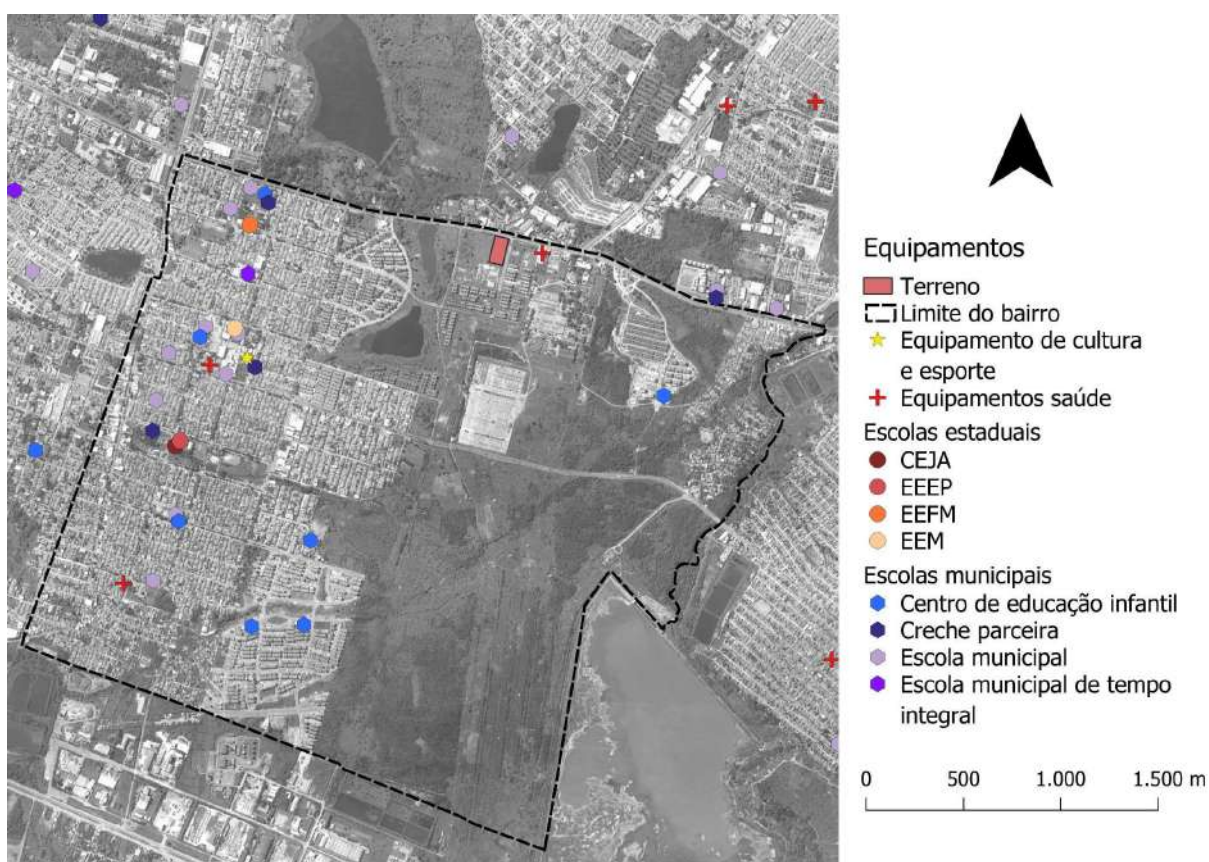 Equipamentos
Terreno
Limite do bairro
Equipamento de cultura
e esporte
Equipamentos saúde
Escolas estaduais
CEJA
EEEP
EEFM
EEM
Escolas municipais
Centro de educação infantil
Creche parceira
Escola municipal
Escola municipal de tempo
integral
0 500 1.000 1.500 m